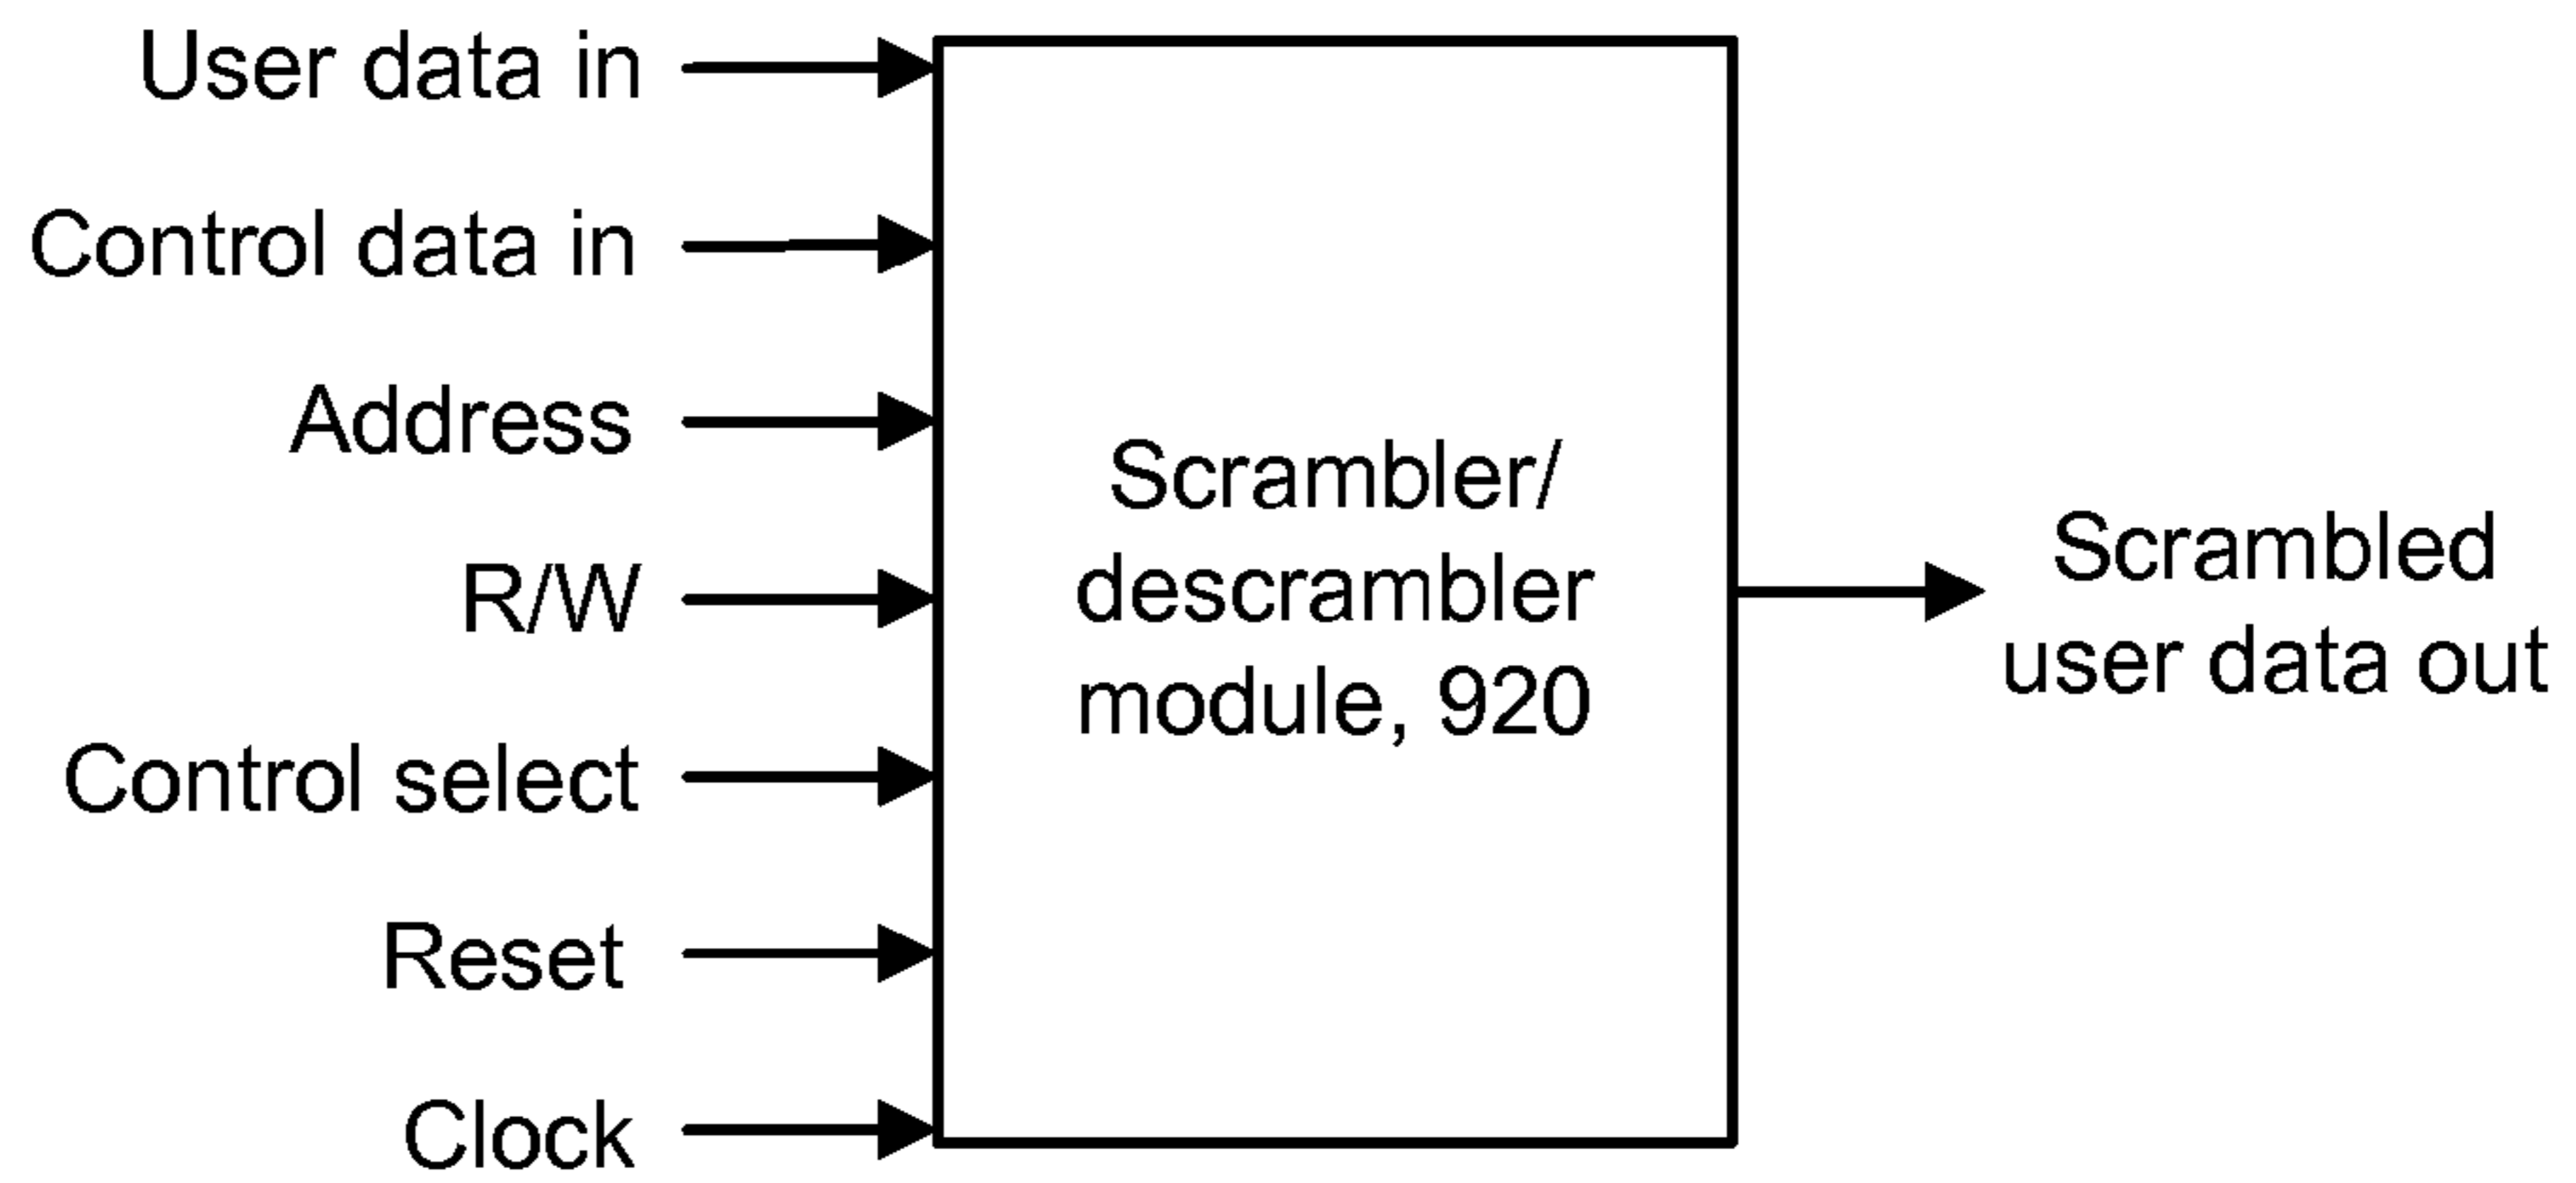 User data in
Control data in
Address
R/W
Control select
Reset
Clock
Scrambler/
descrambler
module, 920
Scrambled
user data out